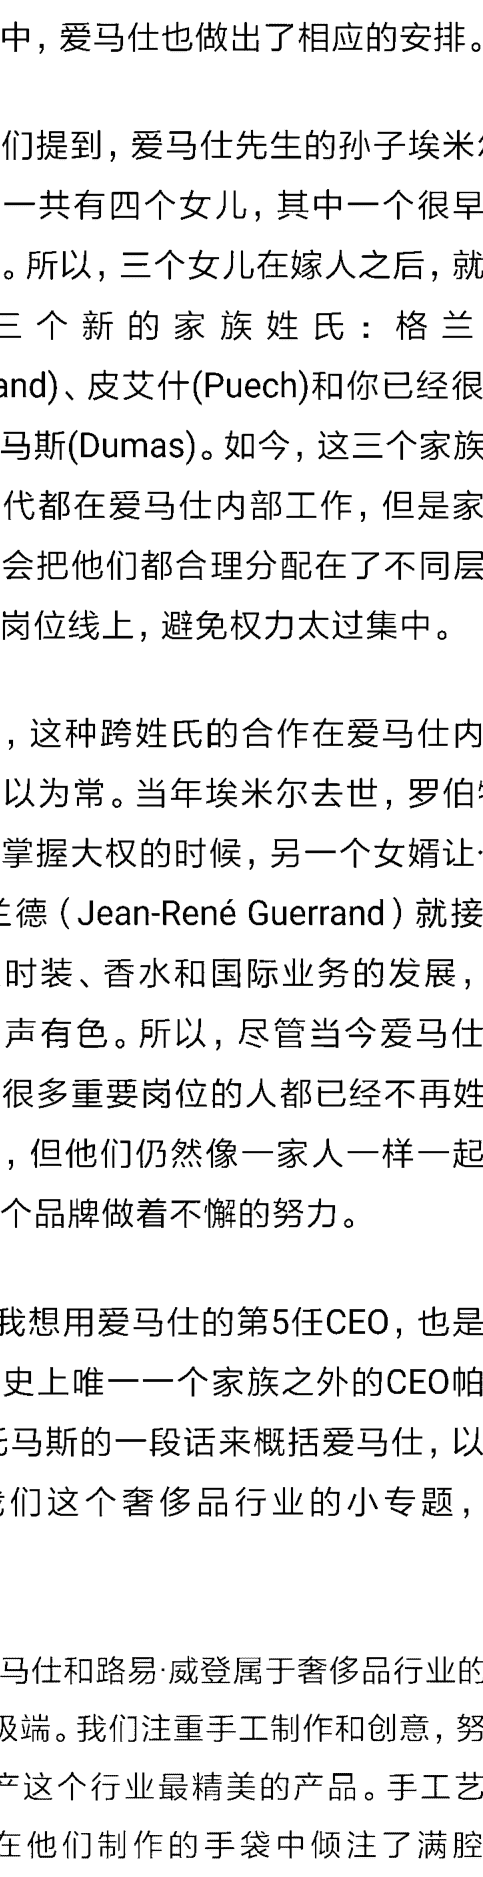 中，爱马仕也做出了相应的安排。
们提到，爱马仕先生的孙子埃米
一共有四个女儿，其中一个很早
。所以，三个女儿在嫁人之后，就
三个新的家族姓氏：格兰
and)、皮艾什(Puech)和你已经很
马斯(Dumas)。如今，这三个家族
代都在爱马仕内部工作，但是家
会把他们都合理分配在了不同层
岗位线上，避免权力太过集中。
，这种跨姓氏的合作在爱马仕内
以为常。当年埃米尔去世，罗伯
掌握大权的时候，另一个女婿让·
兰德（Jean-René Guerrand）就接
时装、香水和国际业务的发展，
声有色。所以，尽管当今爱马仕
很多重要岗位的人都已经不再姓
，但他们仍然像一家人一样一起
个品牌做着不懈的努力。
我想用爱马仕的第5任CEO，也是
史上唯一一个家族之外的CEO帕
托马斯的一段话来概括爱马仕，以
我们这个奢侈品行业的小专题，
马仕和路易·威登属于奢侈品行业的
极端。我们注重手工制作和创意，努
产这个行业最精美的产品。手工艺
在他们制作的手袋中倾注了满腔